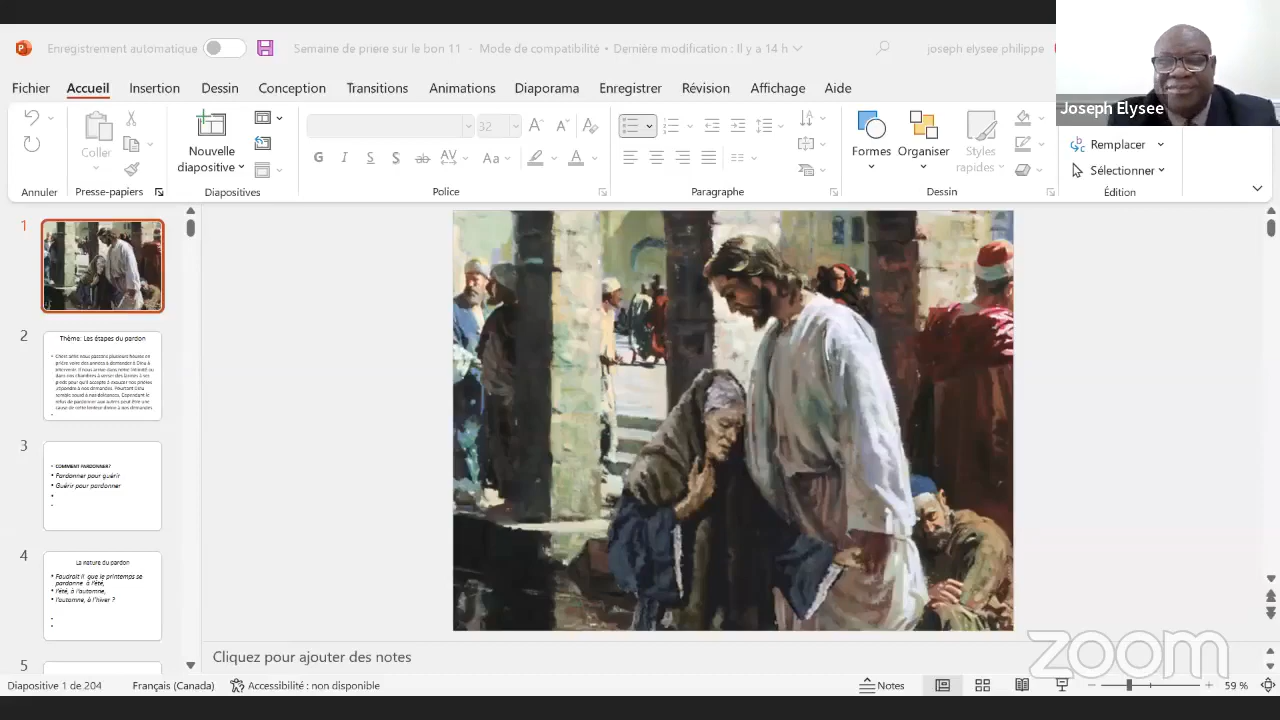 Enregistrement automatique
Semaine de priere sur le bon 11 - Mode de compatibilité • Dernière modification : Il y a 14 h
joseph elysee philippe
Joseph Elysee
Fichier Accueil Insertion Dessin Conception Transitions Animations Diaporama Enregistrer Révision Affichage Aide
Coller
Nouvelle
diapositive
32
G I S S ab AV Aa A
Formes
Organiser
Styles
rapides
Remplacer
Sélectionner
Annuler
Presse-papiers
Diapositives
Police
Paragraphe
Dessin
Édition
1
2
Thème: Les étapes du pardon
3
COMMENT PARDONNER?
Pardonner pour guérir
Guérir pour pardonner
4
La nature du pardon
Faudrait il que le printemps se
pardonne à l'été,
l'été, à l'automne,
l'automne, à l'hiver ?
5
Cliquez pour ajouter des notes
zoom
Diapositive 1 de 204
Français (Canada)
Accessibilité : non disponible
Notes
59 %